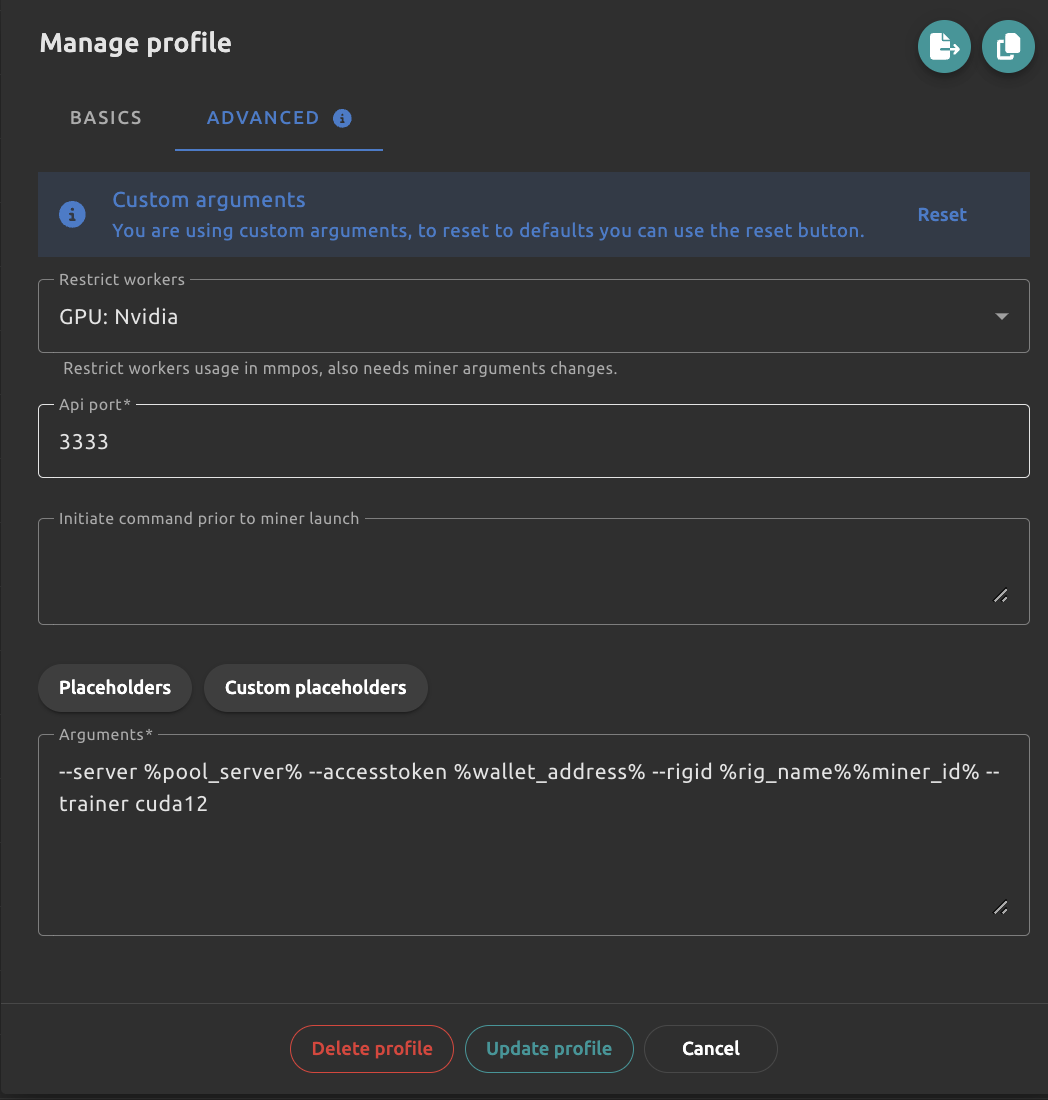 Manage profile
BASICS
ADVANCED
Custom arguments
You are using custom arguments, to reset to defaults you can use the reset button.
Reset
Restrict workers
GPU: Nvidia
Restrict workers usage in mmpos, also needs miner arguments changes.
Api port*
3333
Initiate command prior to miner launch
Placeholders
Custom placeholders
Arguments*
--server %pool_server% --accesstoken %wallet_address% --rigid %rig_name%%miner_id% --
trainer cuda12
Delete profile
Update profile
Cancel